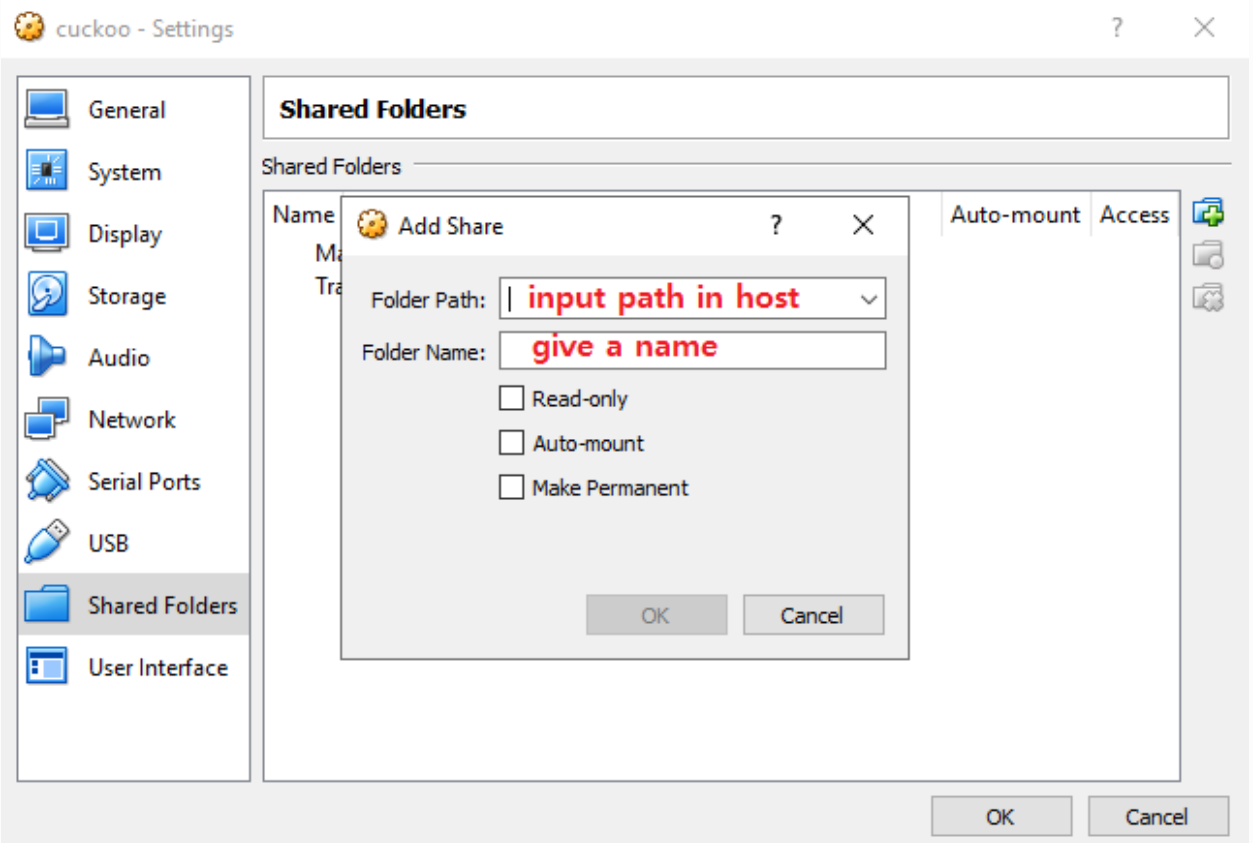 cuckoo - Settings
?
General
System
Display
Storage
Audio
Network
Serial Ports
USB
Shared Folders
User Interface
Shared Folders
Shared Folders
Name
Auto-mount
Access
Ma
Tra
Add Share
?
Folder Path:
input path in host
Folder Name:
give a name
Read-only
Auto-mount
Make Permanent
OK
Cancel
OK
Cancel